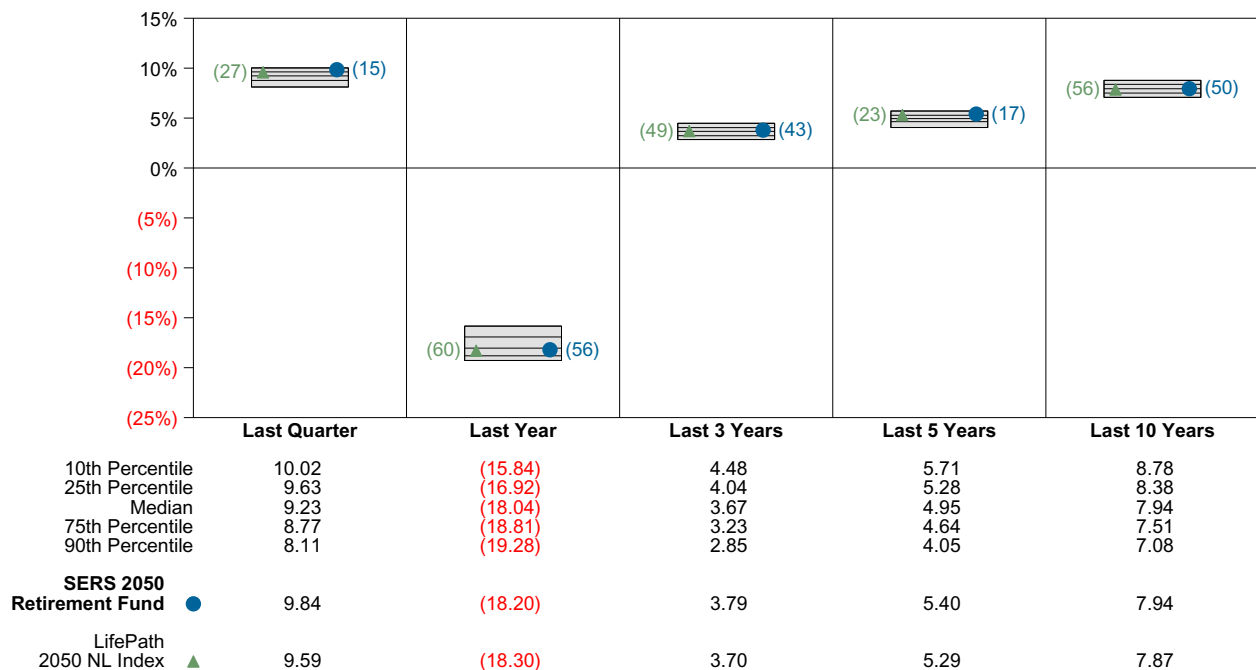 15%
10%
5%
0%
(5%)
(10%)
(15%)
(20%)
(25%)
(27) (15)
(60) (56)
(49) (43)
(23) (17)
(56) (50)
Last Quarter Last Year Last 3 Years Last 5 Years Last 10 Years
10th Percentile 10.02 (15.84) 4.48 5.71 8.78
25th Percentile 9.63 (16.92) 4.04 5.28 8.38
Median 9.23 (18.04) 3.67 4.95 7.94
75th Percentile 8.77 (18.81) 3.23 4.64 7.51
90th Percentile 8.11 (19.28) 2.85 4.05 7.08
SERS 2050
Retirement Fund 9.84 (18.20) 3.79 5.40 7.94
LifePath
2050 NL Index 9.59 (18.30) 3.70 5.29 7.87